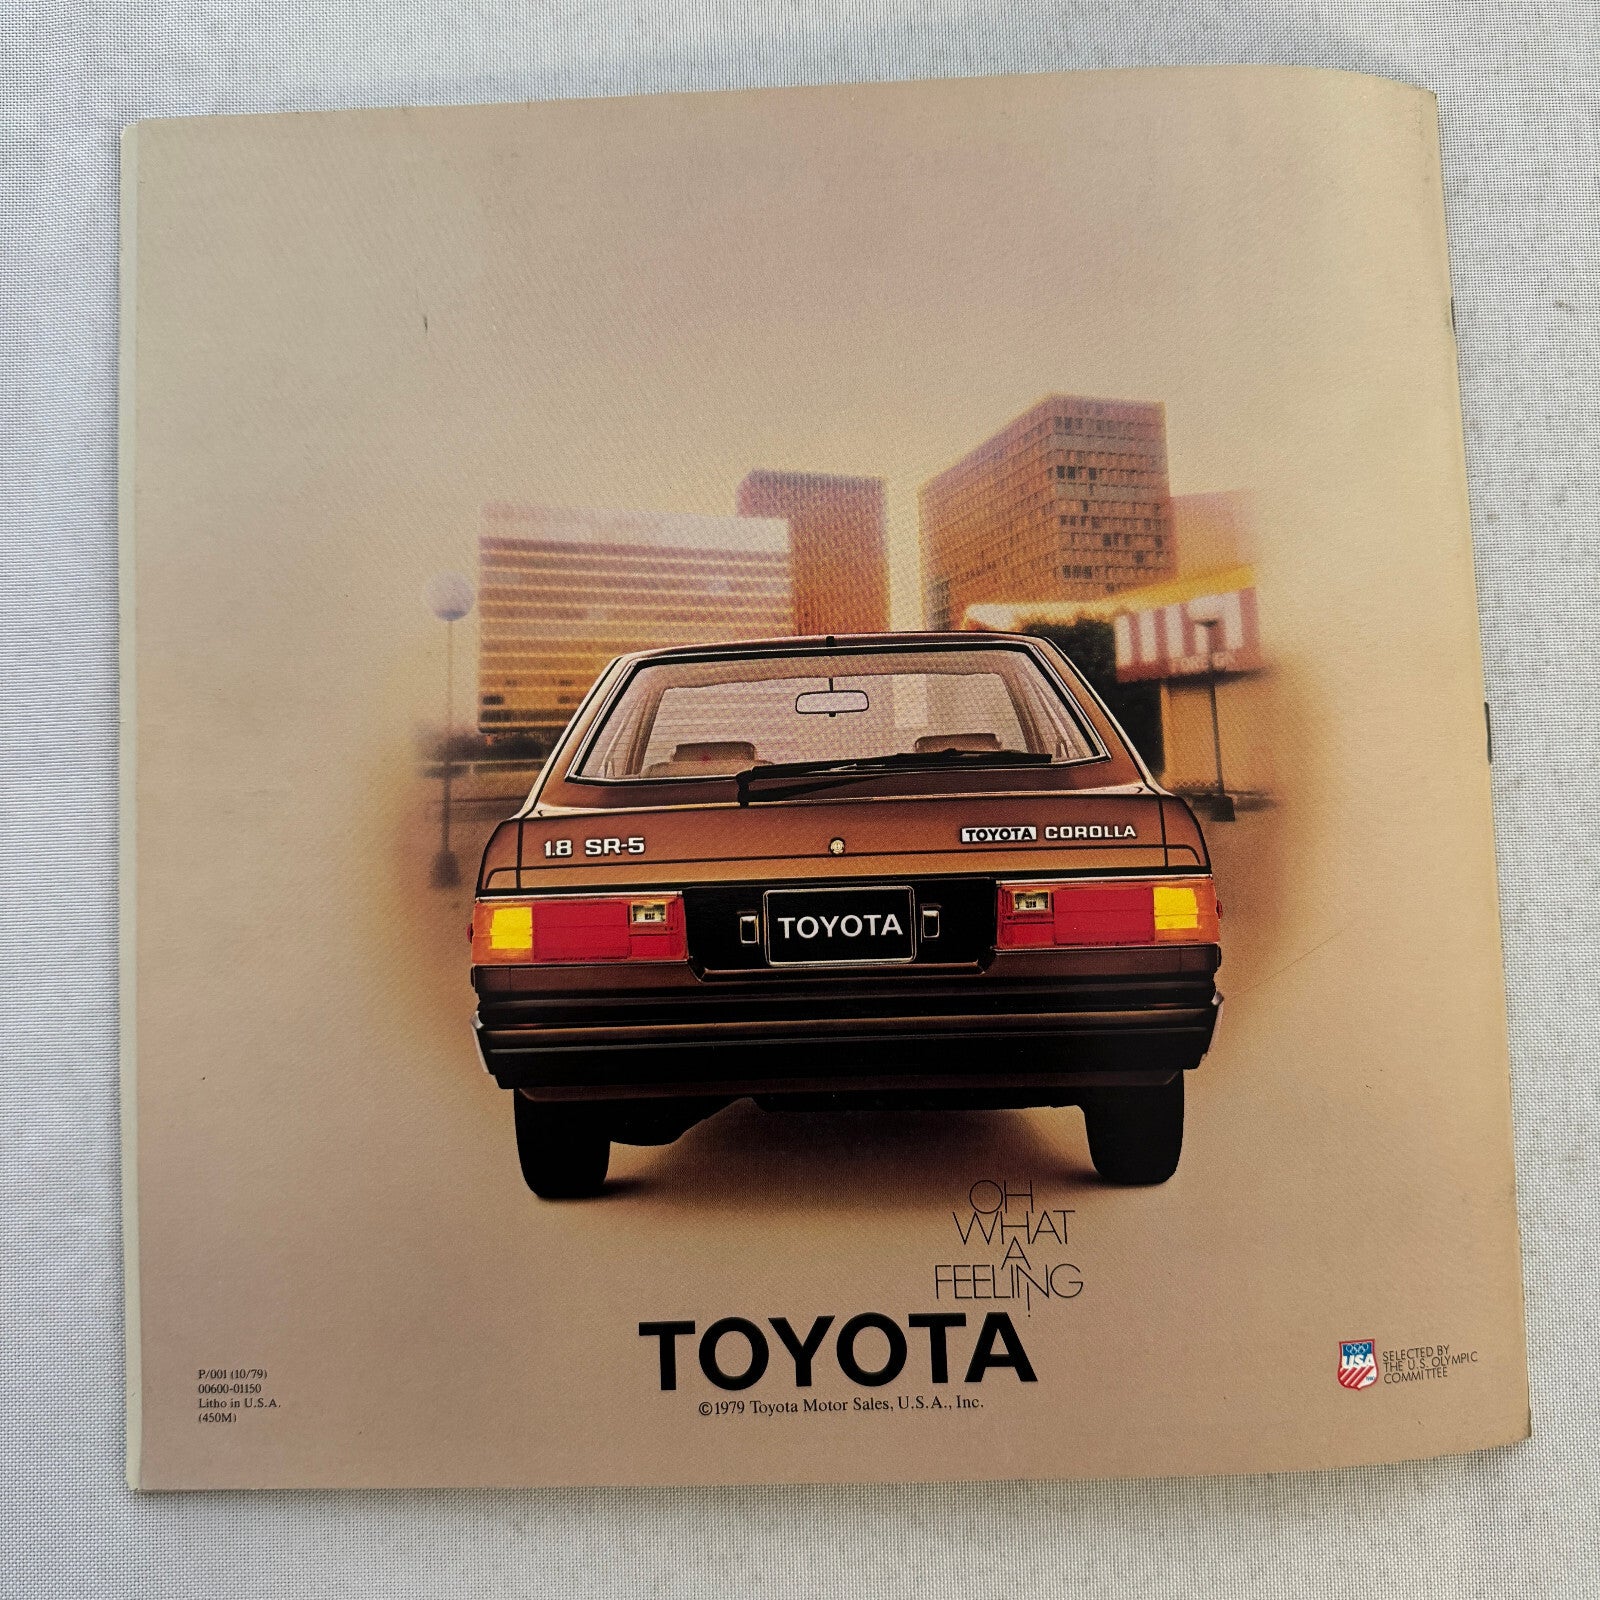 1.8 SR-5
TOYOTA COROLLA
TOYOTA
OH
WHAT
A
FEELING!
TOYOTA
©1979 Toyota Motor Sales, U.S.A., Inc.
P/001 (10/79)
00600-01150
Litho in U.S.A.
(450M)
USA
SELECTED BY
THE U.S. OLYMPIC
COMMITTEE